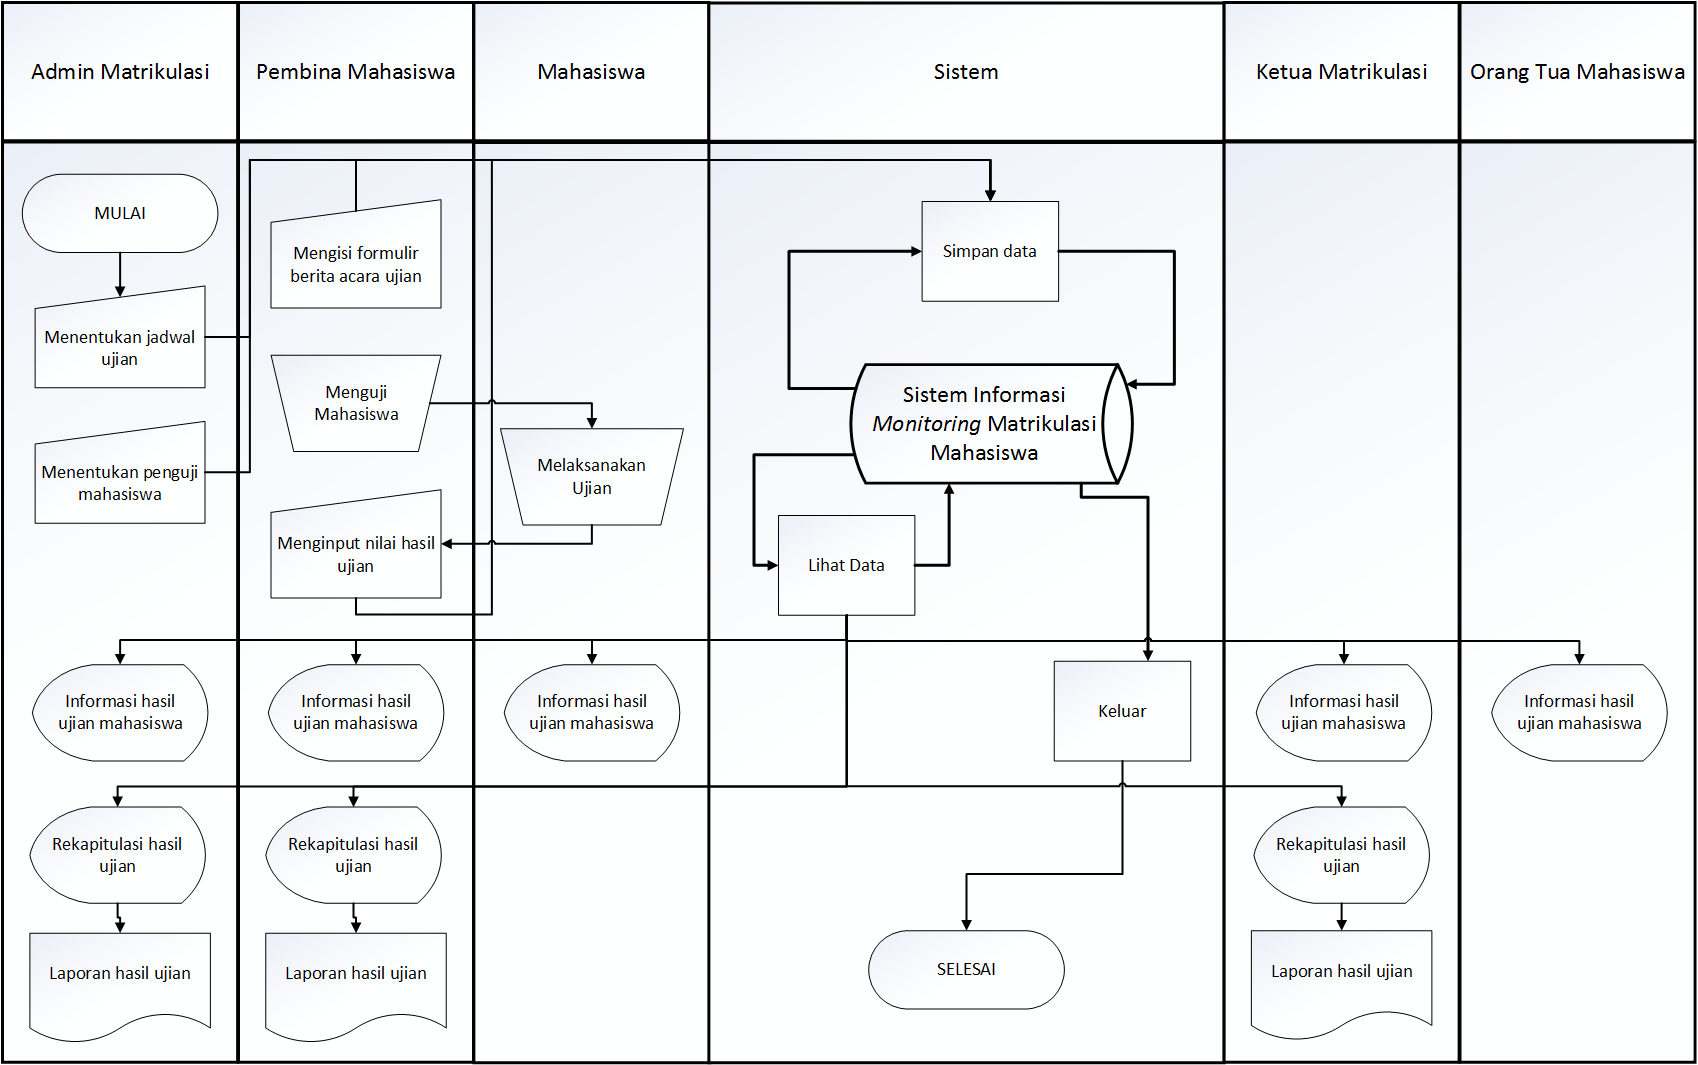 Admin Matrikulasi
Pembina Mahasiswa
Mahasiswa
Sistem
Ketua Matrikulasi
Orang Tua Mahasiswa
MULAI
Menentukan jadwal
ujian
Menentukan penguji
mahasiswa
Mengisi formulir
berita acara ujian
Menguji
Mahasiswa
Menginput nilai hasil
ujian
Melaksanakan
Ujian
Simpan data
Sistem Informasi
Monitoring Matrikulasi
Mahasiswa
Lihat Data
Keluar
Informasi hasil
ujian mahasiswa
Informasi hasil
ujian mahasiswa
Informasi hasil
ujian mahasiswa
Informasi hasil
ujian mahasiswa
Informasi hasil
ujian mahasiswa
Rekapitulasi hasil
ujian
Rekapitulasi hasil
ujian
Rekapitulasi hasil
ujian
Laporan hasil ujian
Laporan hasil ujian
SELESAI
Laporan hasil ujian